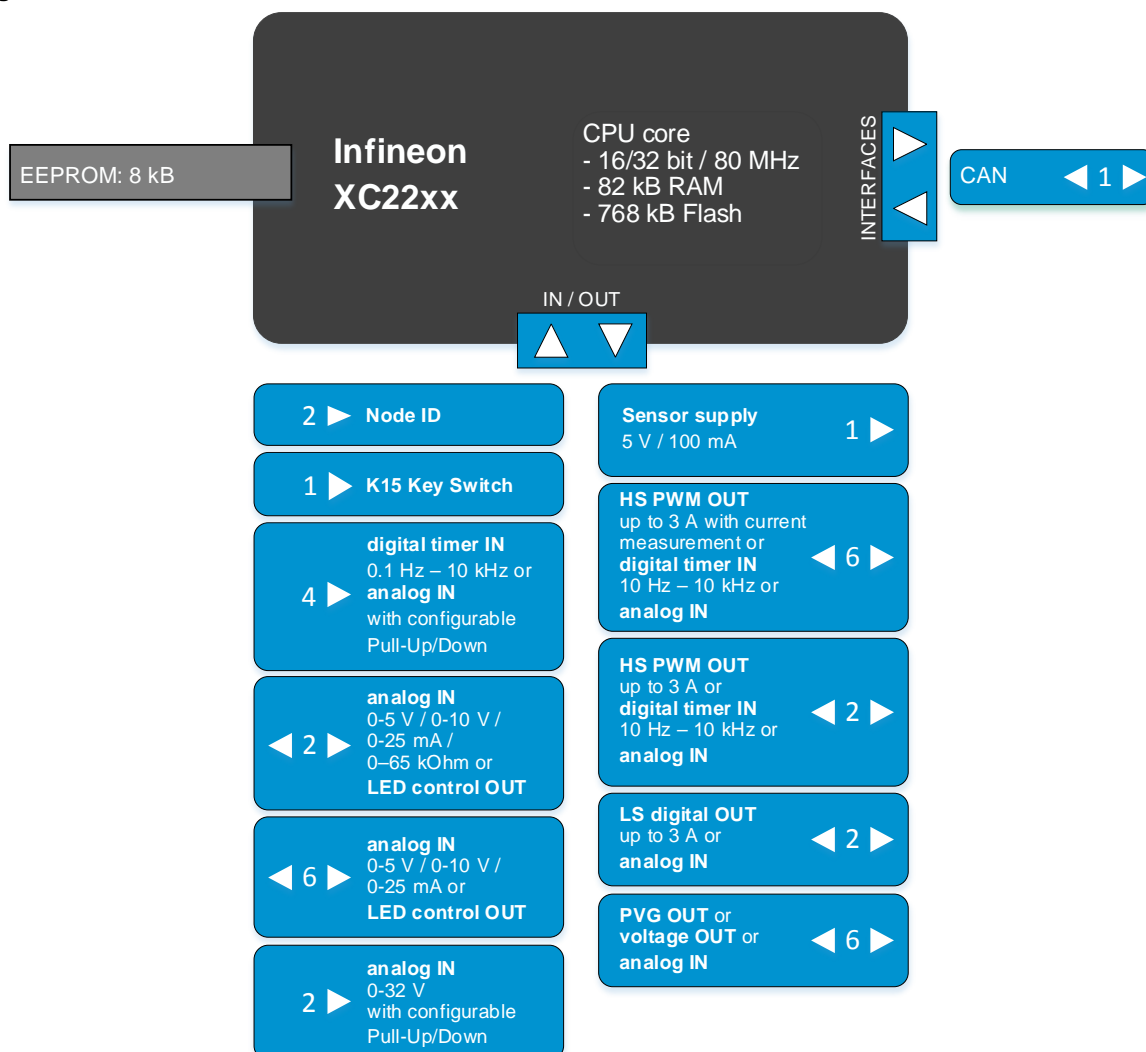 EEPROM: 8 kB
Infineon
XC22xx
CPU core
- 16/32 bit / 80 MHz
- 82 kB RAM
- 768 kB Flash
INTERFACES
CAN 1
IN / OUT
2 Node ID
1 K15 Key Switch
4
digital timer IN
0.1 Hz – 10 kHz or
analog IN
with configurable
Pull-Up/Down
2
analog IN
0-5 V / 0-10 V /
0-25 mA /
0–65 kOhm or
LED control OUT
6
analog IN
0-5 V / 0-10 V /
0-25 mA or
LED control OUT
2
analog IN
0-32 V
with configurable
Pull-Up/Down
Sensor supply
5 V / 100 mA
1
HS PWM OUT
up to 3 A with current
measurement or
digital timer IN
10 Hz – 10 kHz or
analog IN
6
HS PWM OUT
up to 3 A or
digital timer IN
10 Hz – 10 kHz or
analog IN
2
LS digital OUT
up to 3 A or
analog IN
2
PVG OUT or
voltage OUT or
analog IN
6